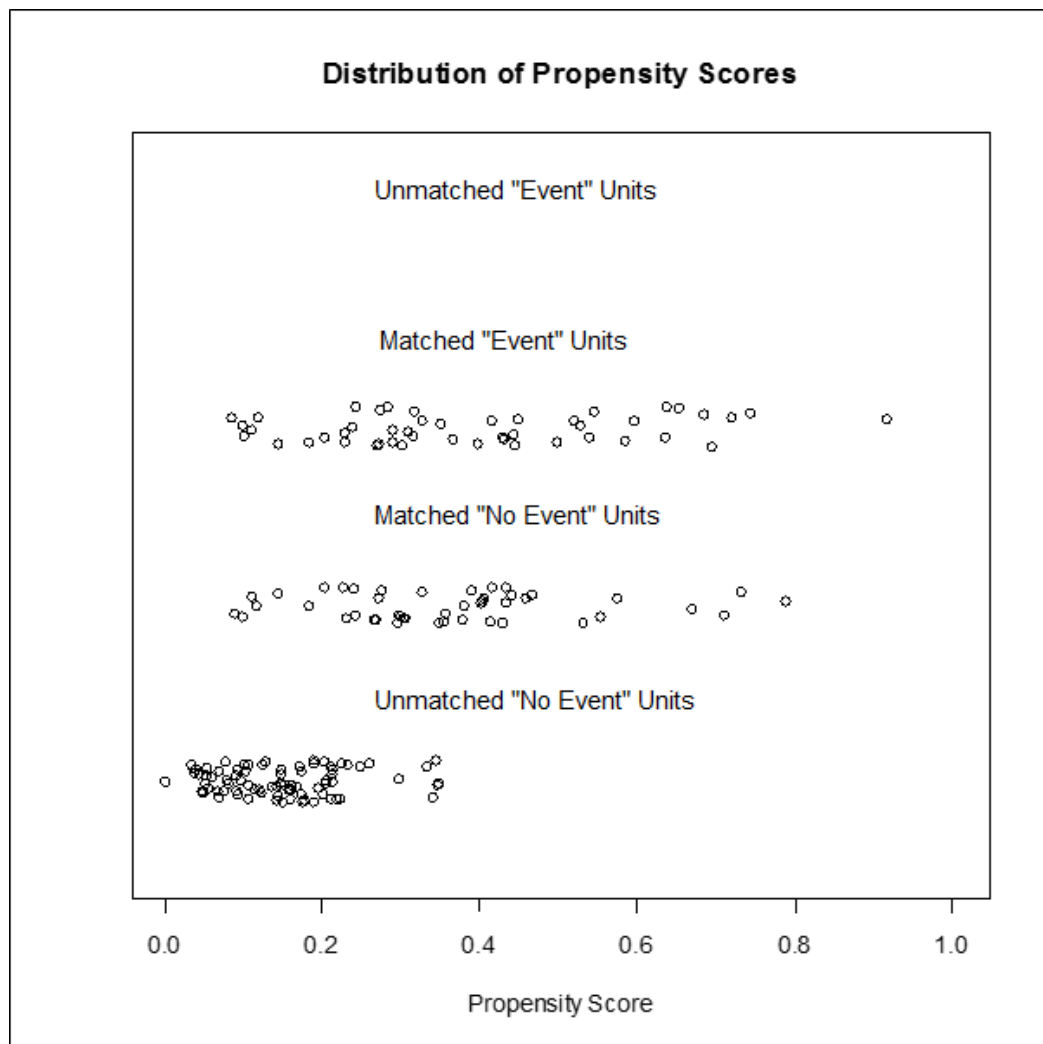 Distribution of Propensity Scores
Unmatched "Event" Units
Matched "Event" Units
Matched "No Event" Units
Unmatched "No Event" Units
0.0 0.2 0.4 0.6 0.8 1.0
Propensity Score